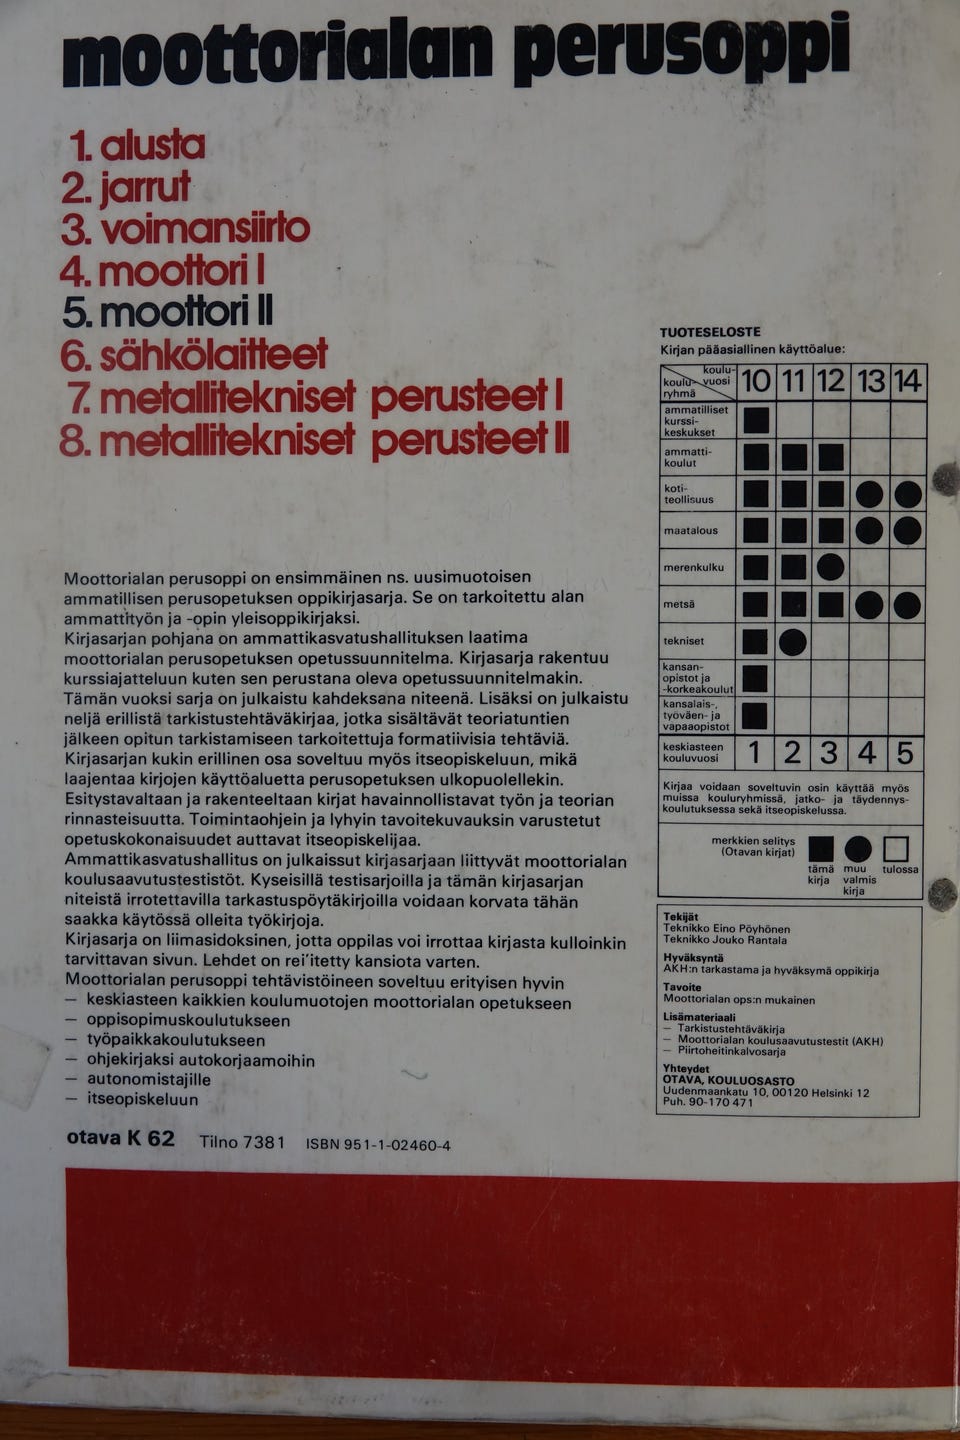 moottorialan perusoppi
1. alusta
2. jarrut
3. voimansiirto
4. moottori I
5. moottori II
6. sähkölaitteet
7. metallitekniset perusteet I
8. metallitekniset perusteet II
Moottorialan perusoppi on ensimmäinen ns. uusimuotoisen
ammatillisen perusopetuksen oppikirjasarja. Se on tarkoitettu alan
ammattityön ja -opin yleisoppikirjaksi.
Kirjasarjan pohjana on ammattikasvatushallituksen laatima
moottorialan perusopetuksen opetussuunnitelma. Kirjasarja rakentuu
kurssiajatteluun kuten sen perustana oleva opetussuunnitelmakin.
Tämän vuoksi sarja on julkaistu kahdeksana niteenä. Lisäksi on julkaistu
neljä erillistä tarkistustehtäväkirjaa, jotka sisältävät teoriatuntien
jälkeen opitun tarkistamiseen tarkoitettuja formatiivisia tehtäviä.
Kirjasarjan kukin erillinen osa soveltuu myös itseopiskeluun, mikä
laajentaa kirjojen käyttöaluetta perusopetuksen ulkopuolellekin.
Esitystavaltaan ja rakenteeltaan kirjat havainnollistavat työn ja teorian
rinnasteisuutta. Toimintaohjein ja lyhyin tavoitekuvauksin varustetut
opetuskokonaisuudet auttavat itseopiskelijaa.
Ammattikasvatushallitus on julkaissut kirjasarjaan liittyvät moottorialan
koulusaavutustestistöt. Kyseisillä testisarjoilla ja tämän kirjasarjan
niteistä irrotettavilla tarkastuspöytäkirjoilla voidaan korvata tähän
saakka käytössä olleita työkirjoja.
Kirjasarja on liimasidoksinen, jotta oppilas voi irrottaa kirjasta kulloinkin
tarvittavan sivun. Lehdet on rei'itetty kansiota varten.
Moottorialan perusoppi tehtävistöineen soveltuu erityisen hyvin
— keskiasteen kaikkien koulumuotojen moottorialan opetukseen
— oppisopimuskoulutukseen
— työpaikkakoulutukseen
— ohjekirjaksi autokorjaamoihin
— autonomistajille
— itseopiskeluun
otava K 62 Tilno 7381 ISBN 951-1-02460-4
TUOTESELOSTE
Kirjan pääasiallinen käyttöalue:
koulu-
koulu- vuosi 10 11 12 13 14
ryhmä
ammatilliset
kurssi-
keskukset
ammatti-
koulut
koti-
teollisuus
maatalous
merenkulku
metsä
tekniset
kansan-
opistot ja
-korkeakoulut
kansalais-,
työväen- ja
vapaaopistot
keskiasteen
kouluvuosi 1 2 3 4 5
Kirjaa voidaan soveltuvin osin käyttää myös
muissa kouluryhmissä, jatko- ja täydennys-
koulutuksessa sekä itseopiskelussa.
merkkien selitys
(Otavan kirjat)
tämä muu tulossa
kirja valmis
kirja
Tekijät
Teknikko Eino Pöyhönen
Teknikko Jouko Rantala
Hyväksyntä
AKH:n tarkastama ja hyväksymä oppikirja
Tavoite
Moottorialan ops:n mukainen
Lisämateriaali
— Tarkistustehtäväkirja
— Moottorialan koulusaavutustestit (AKH)
— Piirtoheitinkalvosarja
Yhteydet
OTAVA, KOULUOSASTO
Uudenmaankatu 10, 00120 Helsinki 12
Puh. 90-170 471